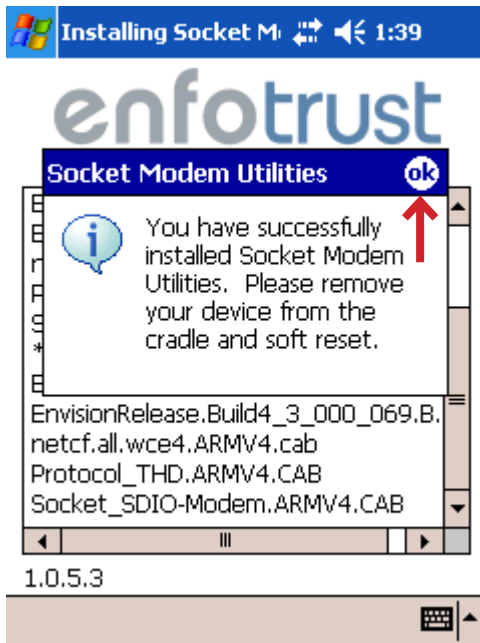 Installing Socket M 1:39
enfotrust
Socket Modem Utilities ok
You have successfully
installed Socket Modem
Utilities. Please remove
your device from the
cradle and soft reset.
EnvisionRelease.Build4_3_000_069.B.
netcf.all.wce4.ARMV4.cab
Protocol_THD.ARMV4.CAB
Socket_SDIO-Modem.ARMV4.CAB
1.0.5.3